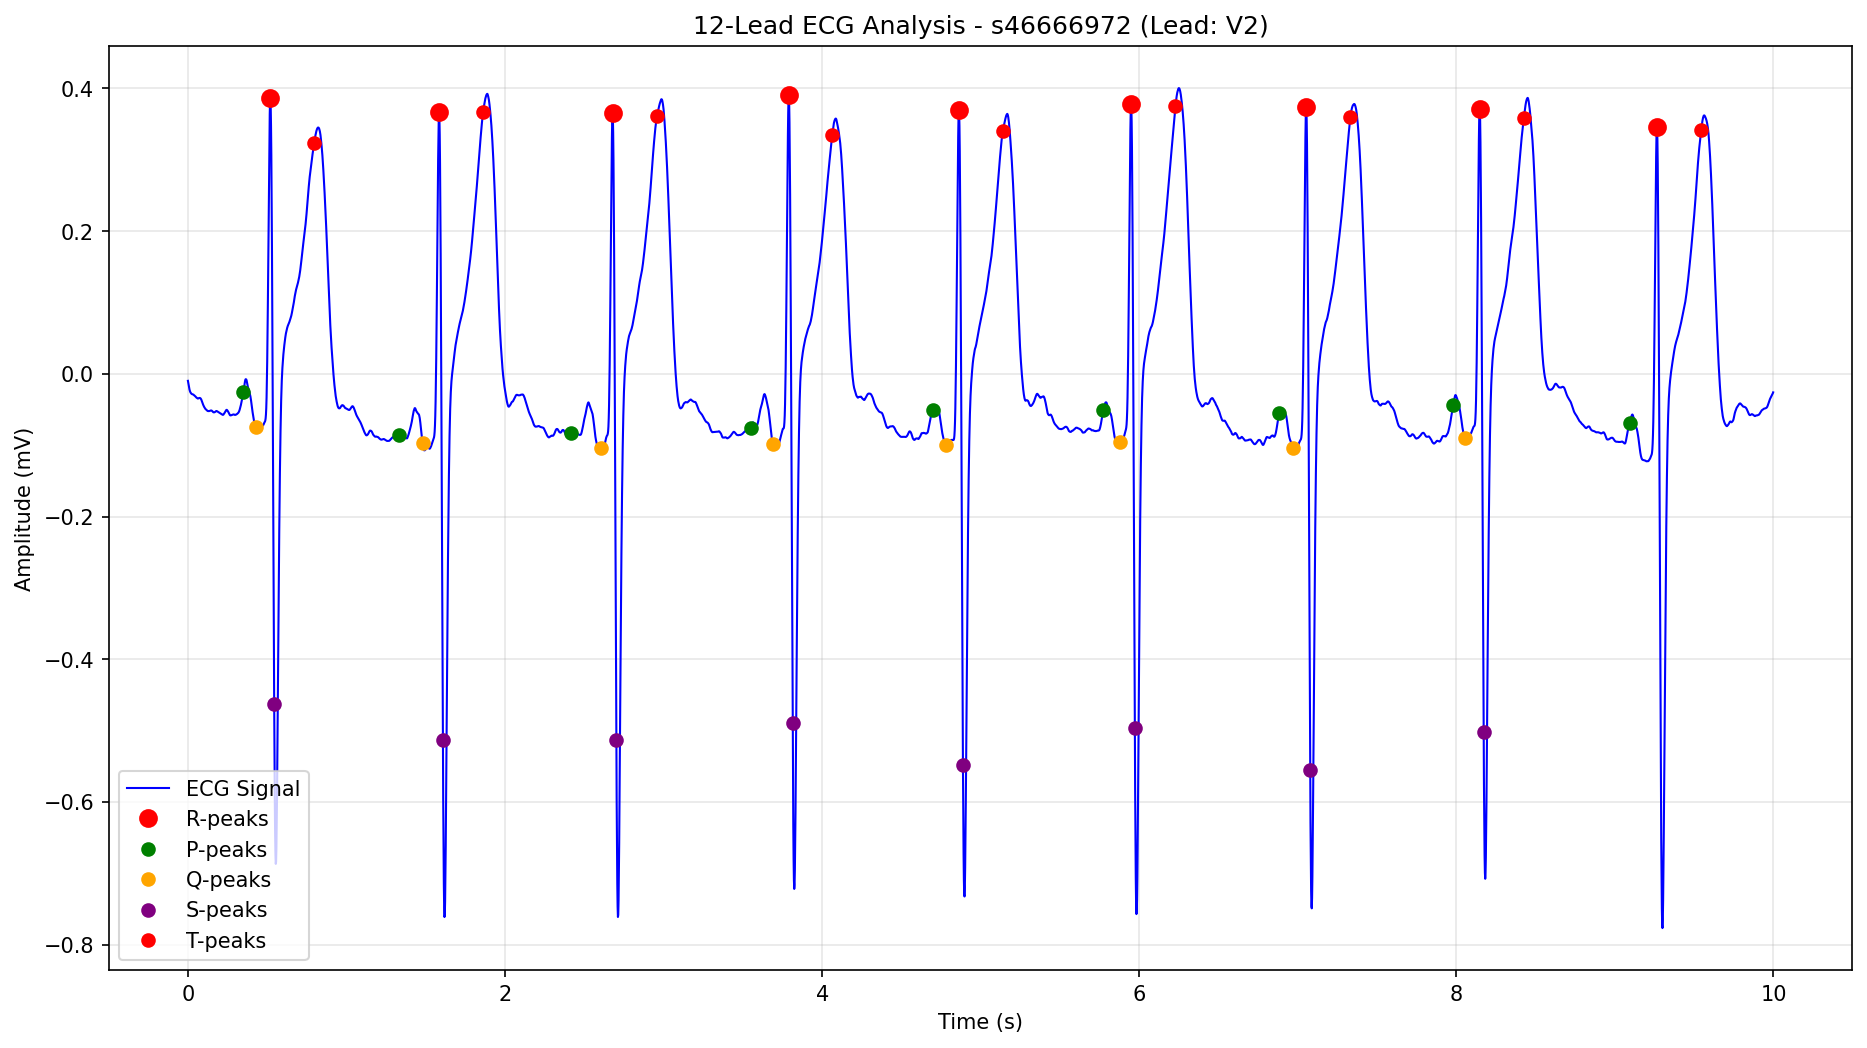 12-Lead ECG Analysis - s46666972 (Lead: V2)
Amplitude (mV)
0.4
0.2
0.0
−0.2
−0.4
−0.6
−0.8
ECG Signal
R-peaks
P-peaks
Q-peaks
S-peaks
T-peaks
0 2 4 6 8 10
Time (s)